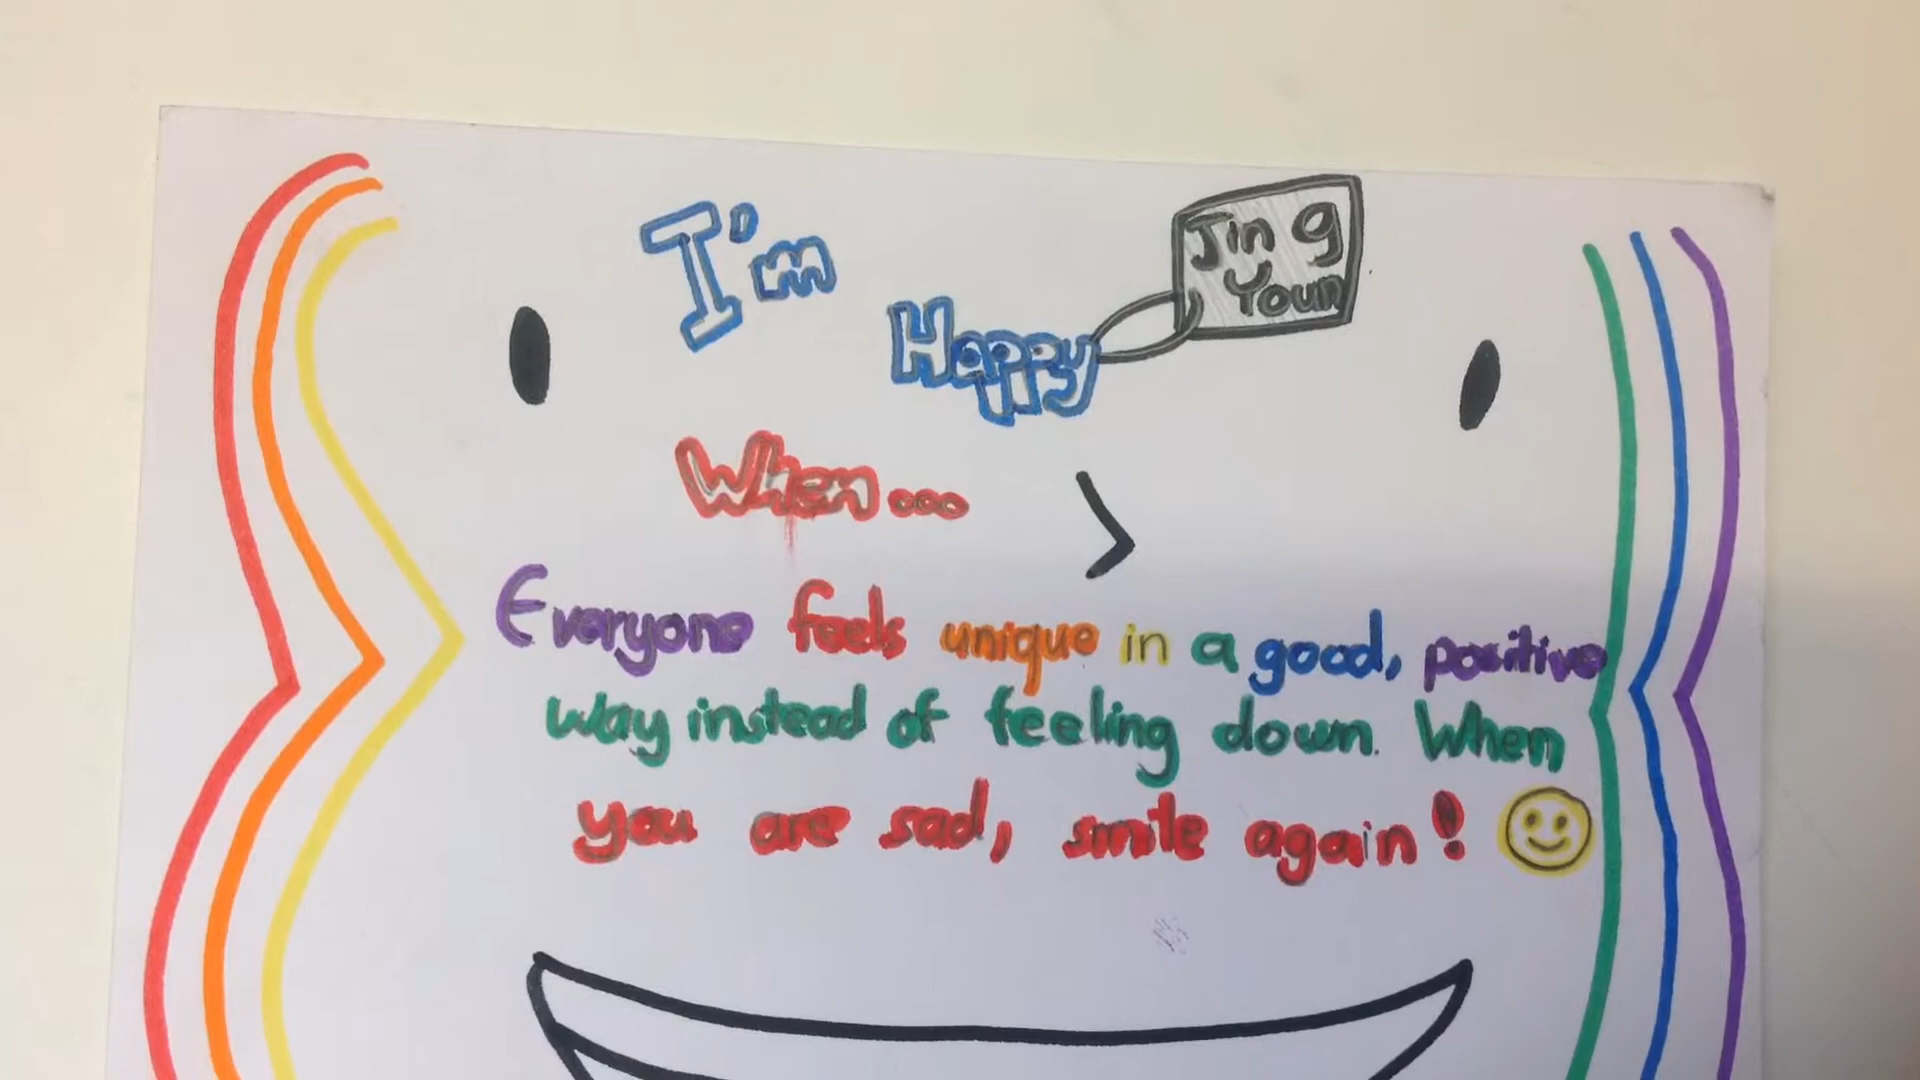 I'm
Happy
Jing
Youn
When...
Everyone feels unique in a good, positive
way instead of feeling down. When
you are sad, smile again!